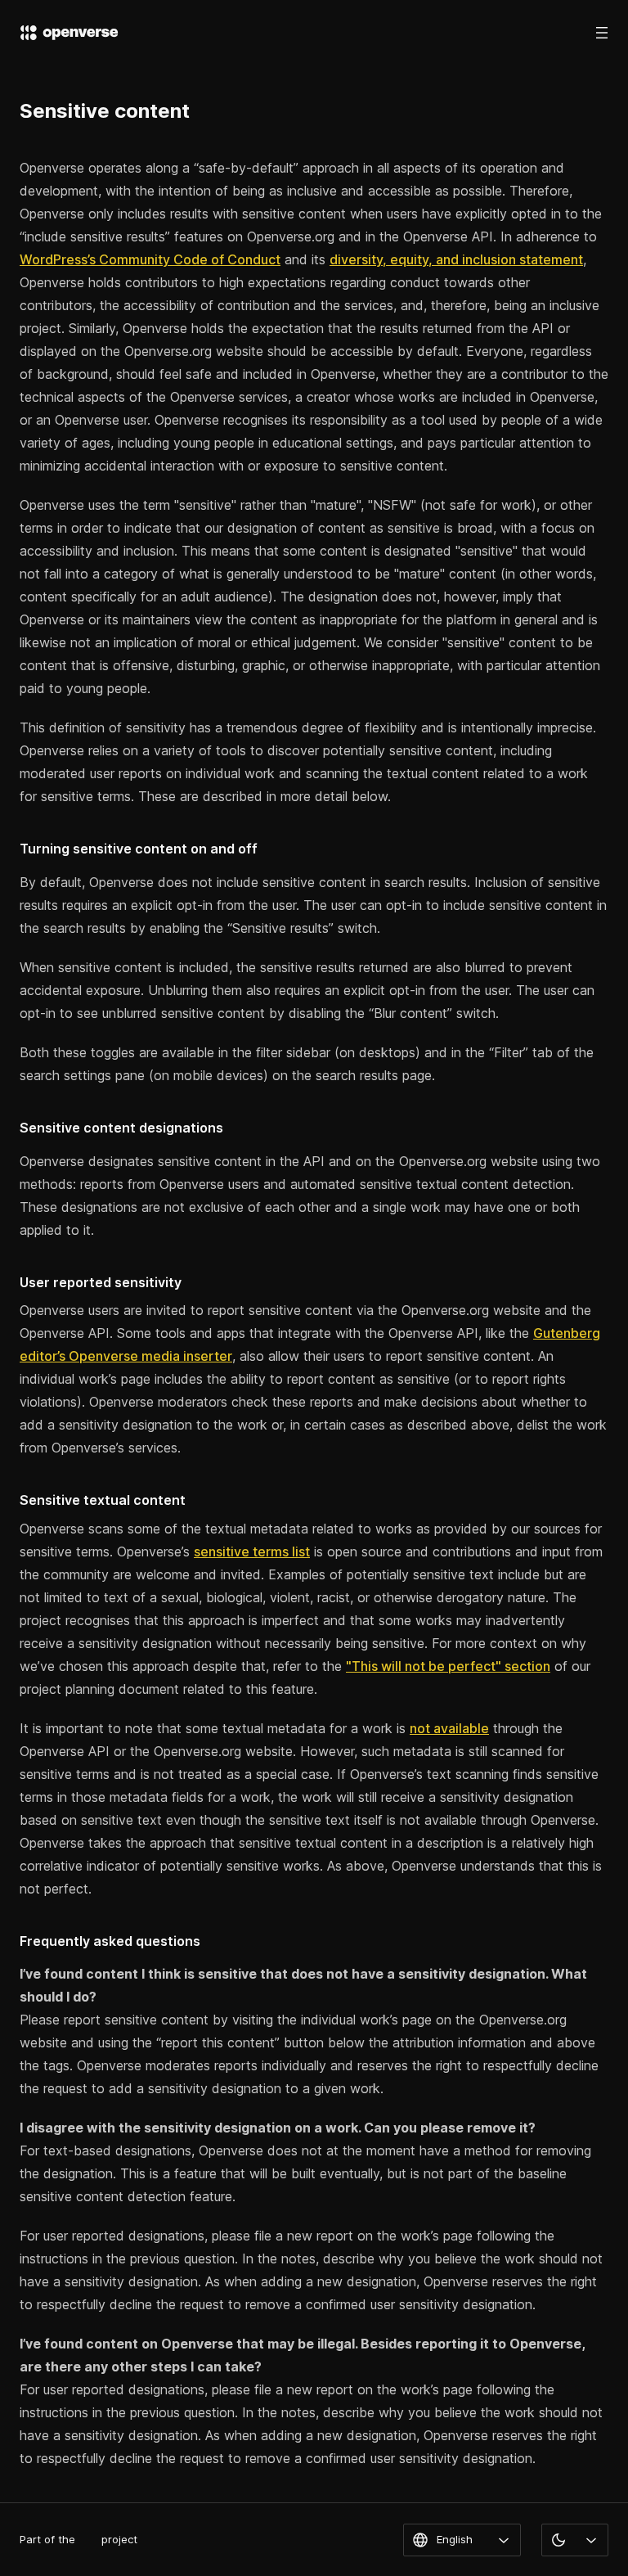 openverse
Sensitive content
Openverse operates along a “safe-by-default” approach in all aspects of its operation and
development, with the intention of being as inclusive and accessible as possible. Therefore,
Openverse only includes results with sensitive content when users have explicitly opted in to the
“include sensitive results” features on Openverse.org and in the Openverse API. In adherence to
WordPress’s Community Code of Conduct and its diversity, equity, and inclusion statement,
Openverse holds contributors to high expectations regarding conduct towards other
contributors, the accessibility of contribution and the services, and, therefore, being an inclusive
project. Similarly, Openverse holds the expectation that the results returned from the API or
displayed on the Openverse.org website should be accessible by default. Everyone, regardless
of background, should feel safe and included in Openverse, whether they are a contributor to the
technical aspects of the Openverse services, a creator whose works are included in Openverse,
or an Openverse user. Openverse recognises its responsibility as a tool used by people of a wide
variety of ages, including young people in educational settings, and pays particular attention to
minimizing accidental interaction with or exposure to sensitive content.
Openverse uses the term "sensitive" rather than "mature", "NSFW" (not safe for work), or other
terms in order to indicate that our designation of content as sensitive is broad, with a focus on
accessibility and inclusion. This means that some content is designated "sensitive" that would
not fall into a category of what is generally understood to be "mature" content (in other words,
content specifically for an adult audience). The designation does not, however, imply that
Openverse or its maintainers view the content as inappropriate for the platform in general and is
likewise not an implication of moral or ethical judgement. We consider "sensitive" content to be
content that is offensive, disturbing, graphic, or otherwise inappropriate, with particular attention
paid to young people.
This definition of sensitivity has a tremendous degree of flexibility and is intentionally imprecise.
Openverse relies on a variety of tools to discover potentially sensitive content, including
moderated user reports on individual work and scanning the textual content related to a work
for sensitive terms. These are described in more detail below.
Turning sensitive content on and off
By default, Openverse does not include sensitive content in search results. Inclusion of sensitive
results requires an explicit opt-in from the user. The user can opt-in to include sensitive content in
the search results by enabling the “Sensitive results” switch.
When sensitive content is included, the sensitive results returned are also blurred to prevent
accidental exposure. Unblurring them also requires an explicit opt-in from the user. The user can
opt-in to see unblurred sensitive content by disabling the “Blur content” switch.
Both these toggles are available in the filter sidebar (on desktops) and in the “Filter” tab of the
search settings pane (on mobile devices) on the search results page.
Sensitive content designations
Openverse designates sensitive content in the API and on the Openverse.org website using two
methods: reports from Openverse users and automated sensitive textual content detection.
These designations are not exclusive of each other and a single work may have one or both
applied to it.
User reported sensitivity
Openverse users are invited to report sensitive content via the Openverse.org website and the
Openverse API. Some tools and apps that integrate with the Openverse API, like the Gutenberg
editor’s Openverse media inserter, also allow their users to report sensitive content. An
individual work’s page includes the ability to report content as sensitive (or to report rights
violations). Openverse moderators check these reports and make decisions about whether to
add a sensitivity designation to the work or, in certain cases as described above, delist the work
from Openverse’s services.
Sensitive textual content
Openverse scans some of the textual metadata related to works as provided by our sources for
sensitive terms. Openverse’s sensitive terms list is open source and contributions and input from
the community are welcome and invited. Examples of potentially sensitive text include but are
not limited to text of a sexual, biological, violent, racist, or otherwise derogatory nature. The
project recognises that this approach is imperfect and that some works may inadvertently
receive a sensitivity designation without necessarily being sensitive. For more context on why
we’ve chosen this approach despite that, refer to the "This will not be perfect" section of our
project planning document related to this feature.
It is important to note that some textual metadata for a work is not available through the
Openverse API or the Openverse.org website. However, such metadata is still scanned for
sensitive terms and is not treated as a special case. If Openverse’s text scanning finds sensitive
terms in those metadata fields for a work, the work will still receive a sensitivity designation
based on sensitive text even though the sensitive text itself is not available through Openverse.
Openverse takes the approach that sensitive textual content in a description is a relatively high
correlative indicator of potentially sensitive works. As above, Openverse understands that this is
not perfect.
Frequently asked questions
I’ve found content I think is sensitive that does not have a sensitivity designation. What
should I do?
Please report sensitive content by visiting the individual work’s page on the Openverse.org
website and using the “report this content” button below the attribution information and above
the tags. Openverse moderates reports individually and reserves the right to respectfully decline
the request to add a sensitivity designation to a given work.
I disagree with the sensitivity designation on a work. Can you please remove it?
For text-based designations, Openverse does not at the moment have a method for removing
the designation. This is a feature that will be built eventually, but is not part of the baseline
sensitive content detection feature.
For user reported designations, please file a new report on the work’s page following the
instructions in the previous question. In the notes, describe why you believe the work should not
have a sensitivity designation. As when adding a new designation, Openverse reserves the right
to respectfully decline the request to remove a confirmed user sensitivity designation.
I’ve found content on Openverse that may be illegal. Besides reporting it to Openverse,
are there any other steps I can take?
For user reported designations, please file a new report on the work’s page following the
instructions in the previous question. In the notes, describe why you believe the work should not
have a sensitivity designation. As when adding a new designation, Openverse reserves the right
to respectfully decline the request to remove a confirmed user sensitivity designation.
Part of the project
English